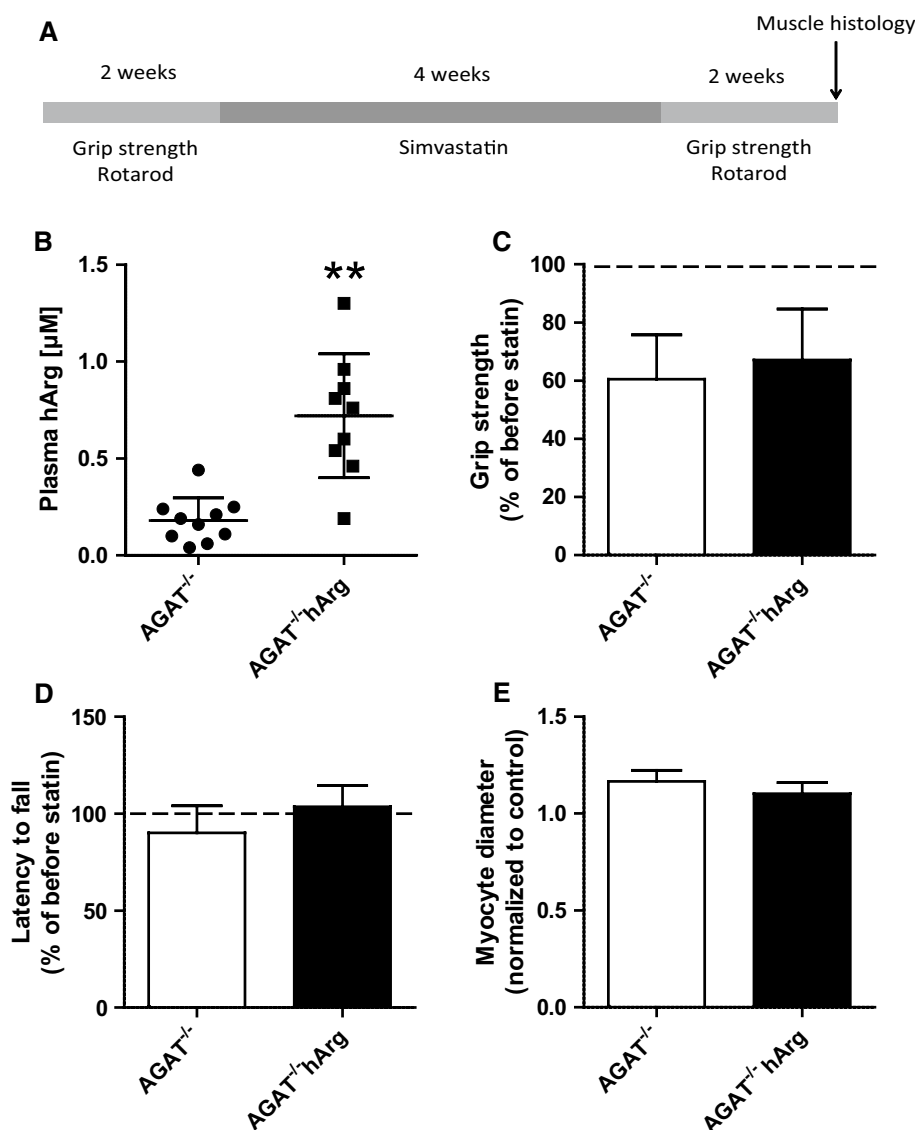 A
Muscle histology
2 weeks
4 weeks
2 weeks
Grip strength
Rotarod
Simvastatin
Grip strength
Rotarod
B
Plasma hArg [µM]
1.5
1.0
0.5
0.0
**
AGAT-/-
AGAT-/-hArg
C
Grip strength
(% of before statin)
100
80
60
40
20
0
AGAT-/-
AGAT-/-hArg
D
Latency to fall
(% of before statin)
150
100
50
0
AGAT-/-
AGAT-/-hArg
E
Myocyte diameter
(normalized to control)
1.5
1.0
0.5
0.0
AGAT-/-
AGAT-/- hArg